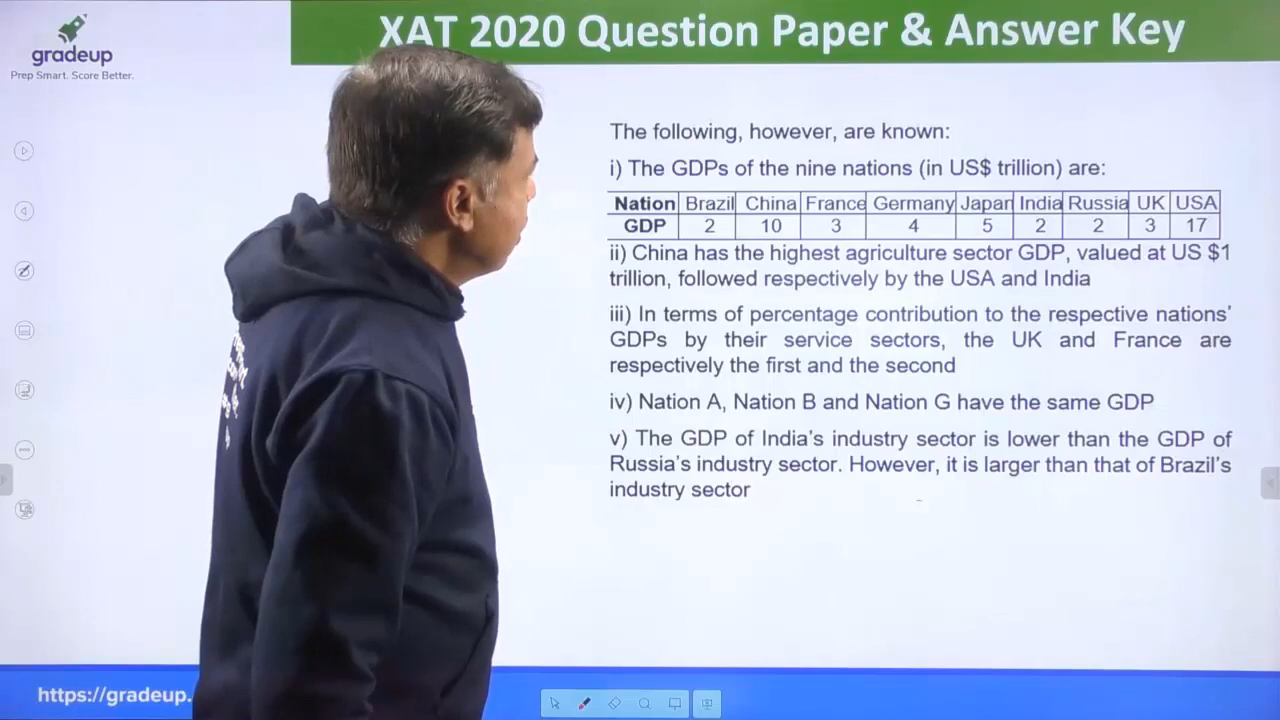 XAT 2020 Question Paper & Answer Key
gradeup
Prep Smart. Score Better.
The following, however, are known:
i) The GDPs of the nine nations (in US$ trillion) are:
Nation Brazil China France Germany Japan India Russia UK USA
GDP 2 10 3 4 5 2 2 3 17
ii) China has the highest agriculture sector GDP, valued at US $1
trillion, followed respectively by the USA and India
iii) In terms of percentage contribution to the respective nations'
GDPs by their service sectors, the UK and France are
respectively the first and the second
iv) Nation A, Nation B and Nation G have the same GDP
v) The GDP of India's industry sector is lower than the GDP of
Russia's industry sector. However, it is larger than that of Brazil's
industry sector
https://gradeup.